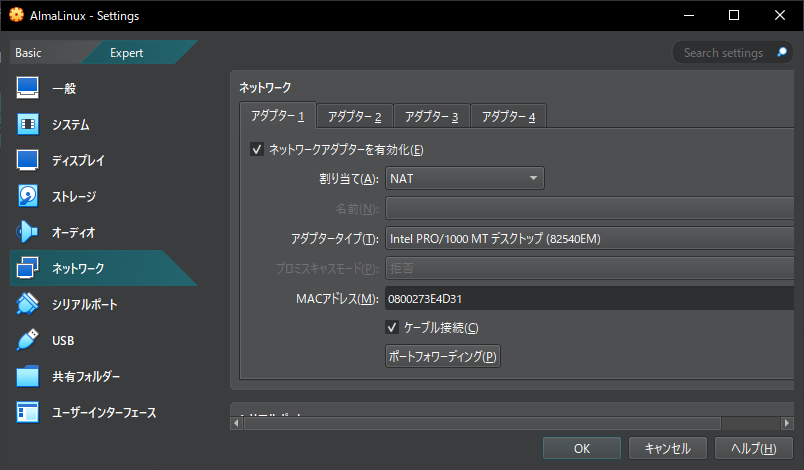 AlmaLinux - Settings
Basic
Expert
Search settings
一般
システム
ディスプレイ
ストレージ
オーディオ
ネットワーク
シリアルポート
USB
共有フォルダー
ユーザーインターフェース
ネットワーク
アダプター 1
アダプター 2
アダプター 3
アダプター 4
ネットワークアダプターを有効化(E)
割り当て(A):
NAT
名前(N):
アダプタータイプ(T):
Intel PRO/1000 MT デスクトップ (82540EM)
プロミスキャスモード(P):
拒否
MACアドレス(M):
0800273E4D31
ケーブル接続(C)
ポートフォワーディング(P)
OK
キャンセル
ヘルプ(H)